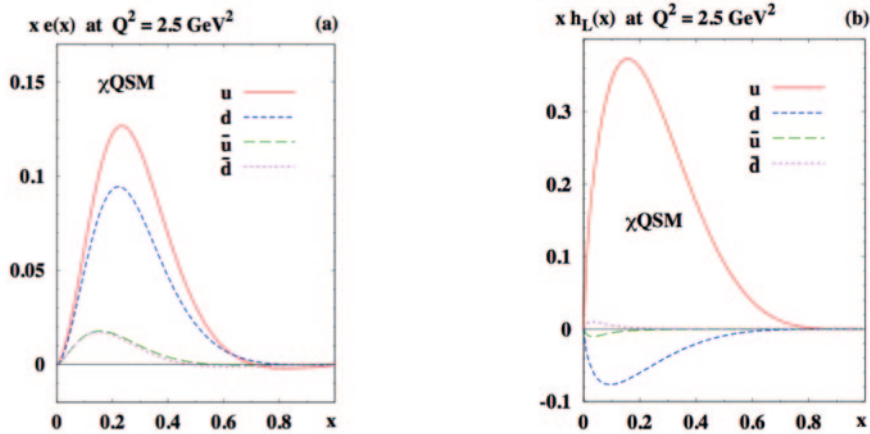 x e(x) at Q² = 2.5 GeV² (a)
χQSM
u
d
ū
d̄
0.15
0.1
0.05
0
0 0.2 0.4 0.6 0.8 x
x h_L(x) at Q² = 2.5 GeV² (b)
u
d
ū
d̄
χQSM
0.3
0.2
0.1
0
-0.1
0 0.2 0.4 0.6 0.8 x